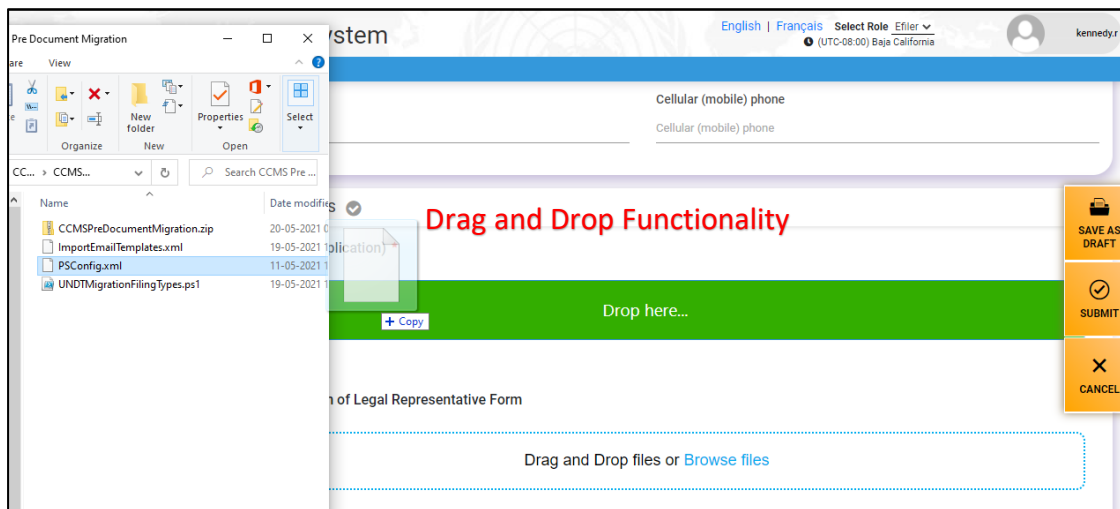 Pre Document Migration
ystem
English | Français Select Role Efiler
(UTC-08:00) Baja California
kennedy.r
are View
New folder
Properties
Select
Organize New Open
CC... > CCMS...
Search CCMS Pre ...
Cellular (mobile) phone
Cellular (mobile) phone
Name Date modifie
CCMSPreDocumentMigration.zip 20-05-2021 0
ImportEmailTemplates.xml 19-05-2021 1
PSConfig.xml 11-05-2021 1
UNDTMigrationFilingTypes.ps1 19-05-2021 1
s
Drag and Drop Functionality
plication) *
+ Copy
Drop here...
SAVE AS
DRAFT
SUBMIT
CANCEL
n of Legal Representative Form
Drag and Drop files or Browse files